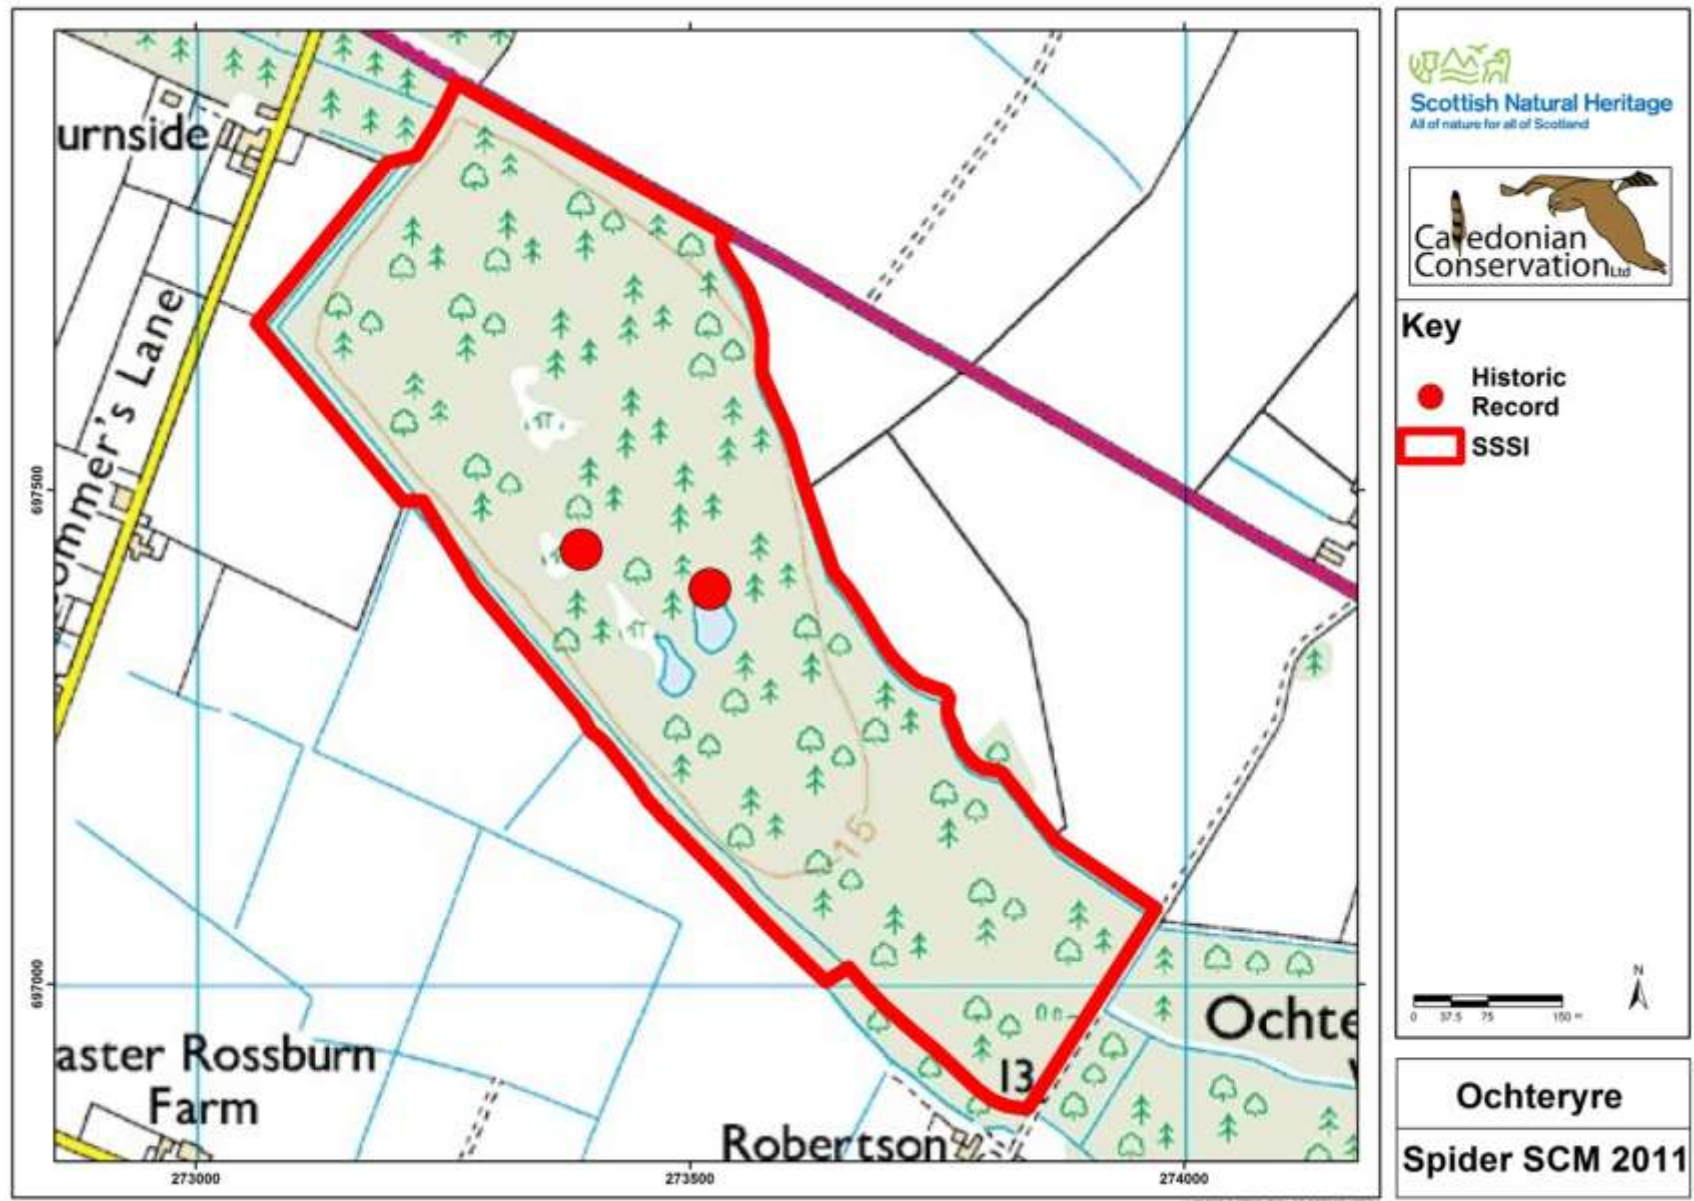 urnside
ommer's Lane
15
13
Ochte
aster Rossburn
Farm
Robertson
697500
697000
273000
273500
274000
Scottish Natural Heritage
All of nature for all of Scotland
Caledonian
Conservation Ltd
Key
Historic
Record
SSSI
N
0 37.5 75 150 m
Ochteryre
Spider SCM 2011